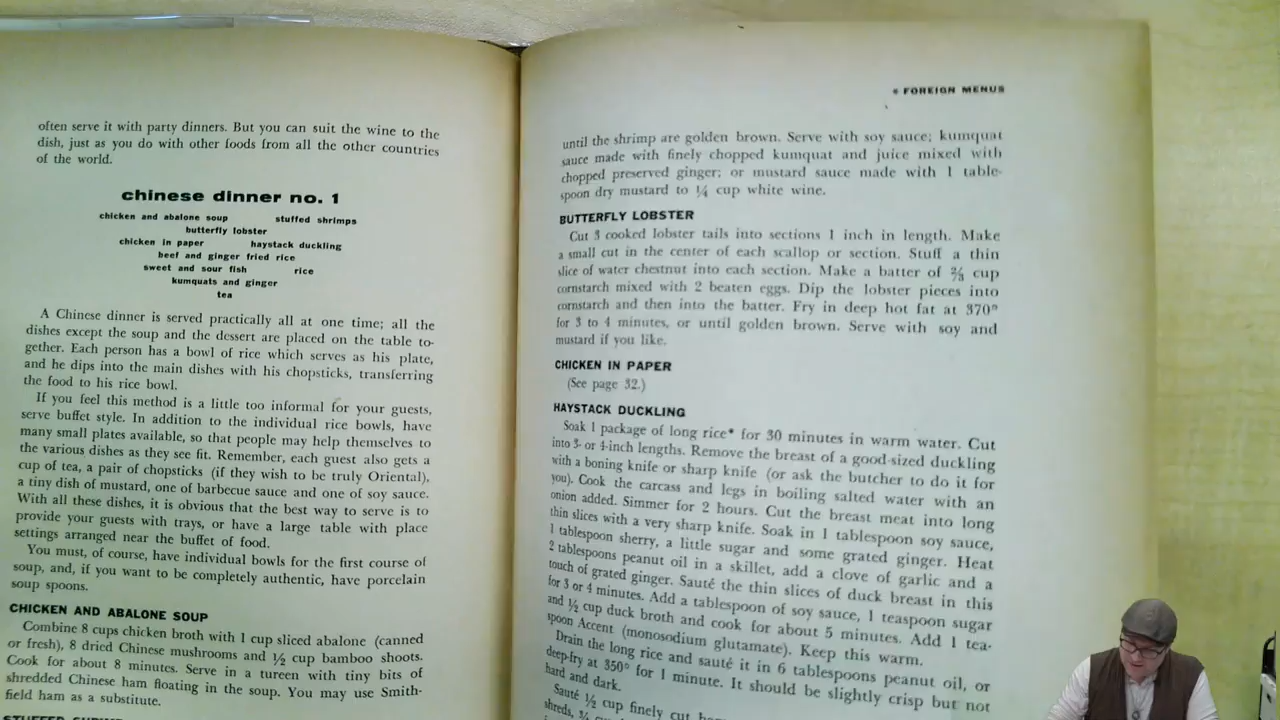 often serve it with party dinners. But you can suit the wine to the
dish, just as you do with other foods from all the other countries
of the world.
chinese dinner no. 1
chicken and abalone soup stuffed shrimps
butterfly lobster
chicken in paper haystack duckling
beef and ginger fried rice
sweet and sour fish rice
kumquats and ginger
tea
A Chinese dinner is served practically all at one time; all the
dishes except the soup and the dessert are placed on the table to-
gether. Each person has a bowl of rice which serves as his plate,
and he dips into the main dishes with his chopsticks, transferring
the food to his rice bowl.
If you feel this method is a little too informal for your guests,
serve buffet style. In addition to the individual rice bowls, have
many small plates available, so that people may help themselves to
the various dishes as they see fit. Remember, each guest also gets a
cup of tea, a pair of chopsticks (if they wish to be truly Oriental),
a tiny dish of mustard, one of barbecue sauce and one of soy sauce.
With all these dishes, it is obvious that the best way to serve is to
provide your guests with trays, or have a large table with place
settings arranged near the buffet of food.
You must, of course, have individual bowls for the first course of
soup, and, if you want to be completely authentic, have porcelain
soup spoons.
CHICKEN AND ABALONE SOUP
Combine 8 cups chicken broth with 1 cup sliced abalone (canned
or fresh), 8 dried Chinese mushrooms and ½ cup bamboo shoots.
Cook for about 8 minutes. Serve in a tureen with tiny bits of
shredded Chinese ham floating in the soup. You may use Smith-
field ham as a substitute.
FOREIGN MENUS
until the shrimp are golden brown. Serve with soy sauce; kumquat
sauce made with finely chopped kumquat and juice mixed with
chopped preserved ginger; or mustard sauce made with 1 table-
spoon dry mustard to ¼ cup white wine.
BUTTERFLY LOBSTER
Cut 3 cooked lobster tails into sections 1 inch in length. Make
a small cut in the center of each scallop or section. Stuff a thin
slice of water chestnut into each section. Make a batter of ⅔ cup
cornstarch mixed with 2 beaten eggs. Dip the lobster pieces into
cornstarch and then into the batter. Fry in deep hot fat at 370°
for 3 to 4 minutes, or until golden brown. Serve with soy and
mustard if you like.
CHICKEN IN PAPER
(See page 32.)
HAYSTACK DUCKLING
Soak 1 package of long rice* for 30 minutes in warm water. Cut
into 3- or 4-inch lengths. Remove the breast of a good-sized duckling
with a boning knife or sharp knife (or ask the butcher to do it for
you). Cook the carcass and legs in boiling salted water with an
onion added. Simmer for 2 hours. Cut the breast meat into long
thin slices with a very sharp knife. Soak in 1 tablespoon soy sauce,
1 tablespoon sherry, a little sugar and some grated ginger. Heat
2 tablespoons peanut oil in a skillet, add a clove of garlic and a
touch of grated ginger. Sauté the thin slices of duck breast in this
for 3 or 4 minutes. Add a tablespoon of soy sauce, 1 teaspoon sugar
and ½ cup duck broth and cook for about 5 minutes. Add 1 tea-
spoon Accent (monosodium glutamate). Keep this warm.
Drain the long rice and sauté it in 6 tablespoons peanut oil, or
deep-fry at 350° for 1 minute. It should be slightly crisp but not
hard and dark.
Sauté ½ cup finely cut
shreds,